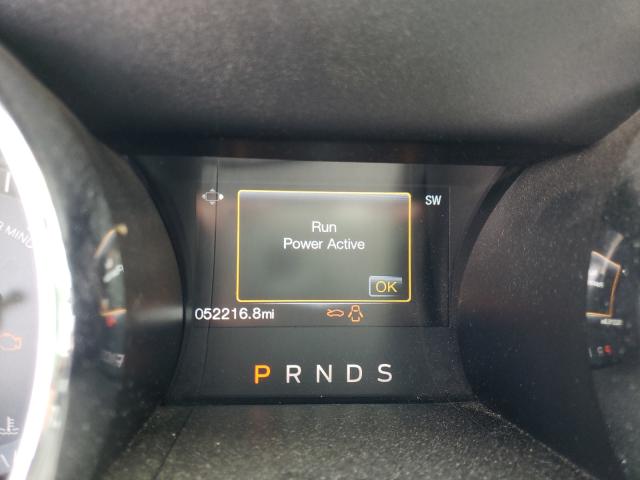 SW
Run
Power Active
OK
052216.8mi
P R N D S